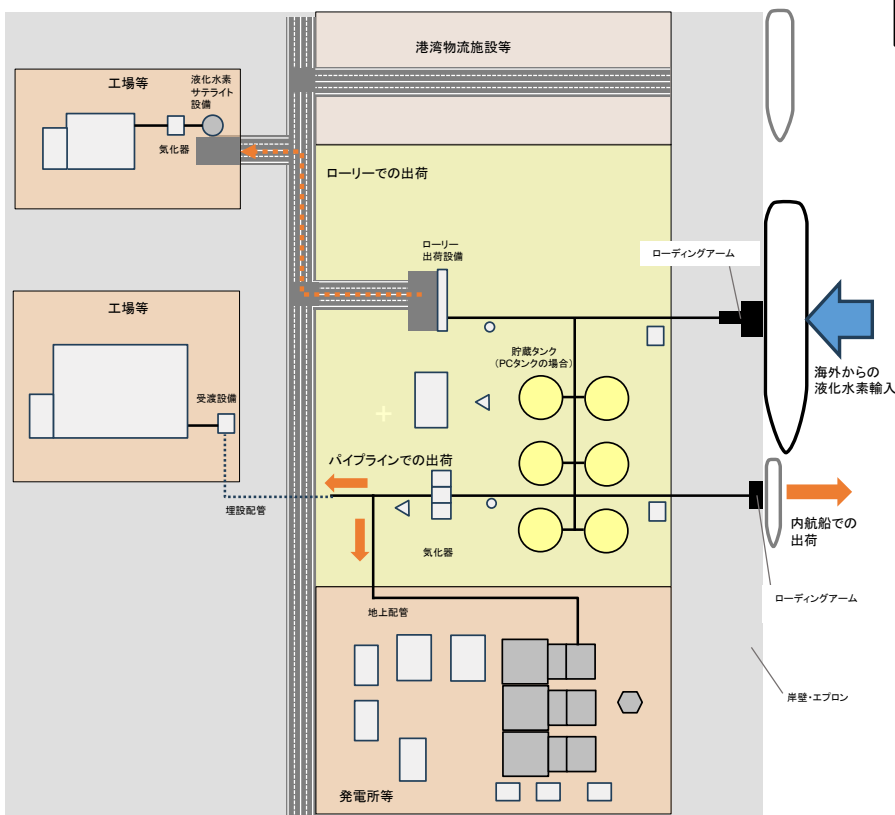 港湾物流施設等
工場等
液化水素
サテライト
設備
気化器
ローリーでの出荷
ローリー
出荷設備
ローディングアーム
工場等
貯蔵タンク
(PCタンクの場合)
海外からの
液化水素輸入
受渡設備
パイプラインでの出荷
埋設配管
内航船での
出荷
気化器
ローディングアーム
地上配管
岸壁・エプロン
発電所等